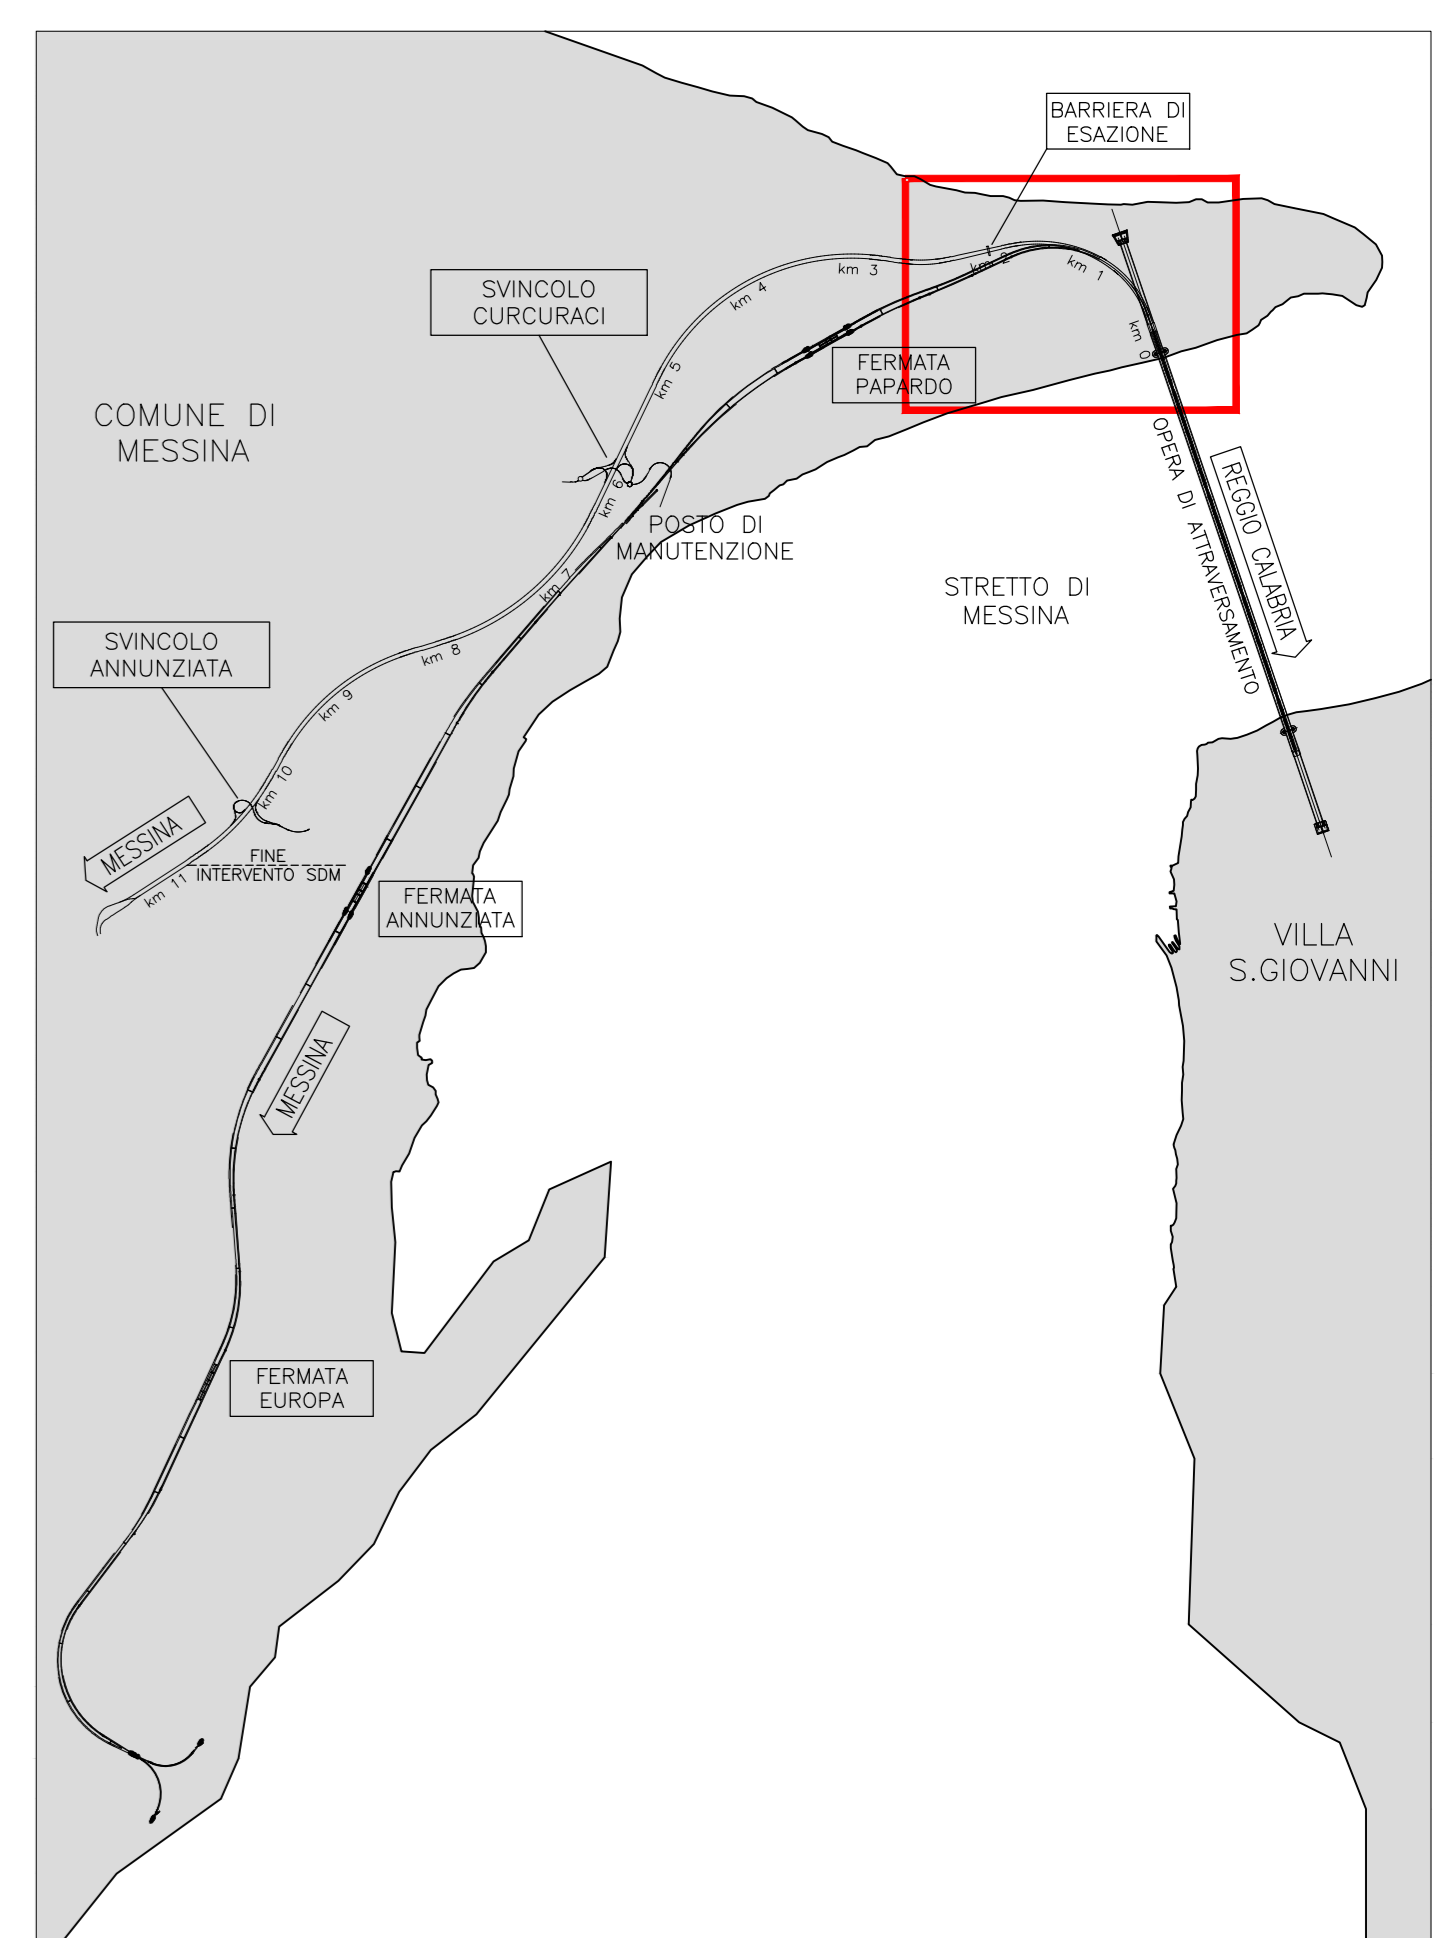 BARRIERA DI
ESAZIONE
km 3
km 2
km 1
km 4
SVINCOLO
CURCURACI
km 0
km 5
FERMATA
PAPARDO
COMUNE DI
MESSINA
OPERA DI ATTRAVERSAMENTO
REGGIO CALABRIA
km 6
POSTO DI
MANUTENZIONE
km 7
STRETTO DI
MESSINA
SVINCOLO
ANNUNZIATA
km 8
km 9
km 10
MESSINA
FINE
INTERVENTO SDM
km 11
FERMATA
ANNUNZIATA
VILLA
S.GIOVANNI
MESSINA
FERMATA
EUROPA